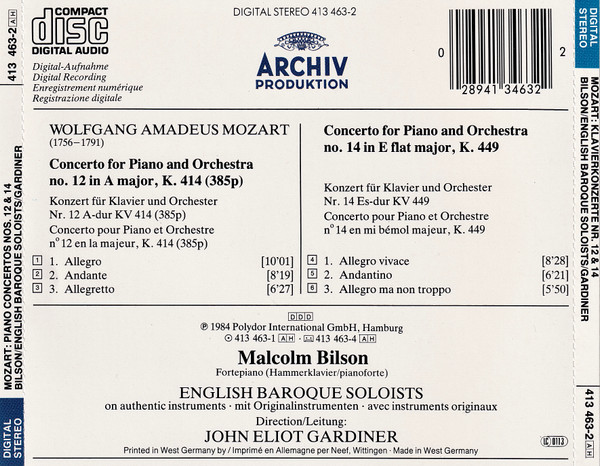 413 463-2 AH
DIGITAL STEREO
COMPACT
disc
DIGITAL AUDIO
DIGITAL STEREO 413 463-2
ARCHIV
PRODUKTION
0
2
28941 34632
Digital-Aufnahme
Digital Recording
Enregistrement numérique
Registrazione digitale
WOLFGANG AMADEUS MOZART
(1756–1791)
Concerto for Piano and Orchestra
no. 12 in A major, K. 414 (385p)
Konzert für Klavier und Orchester
Nr. 12 A-dur KV 414 (385p)
Concerto pour Piano et Orchestre
n° 12 en la majeur, K. 414 (385p)
1 1. Allegro [10'01]
2 2. Andante [8'19]
3 3. Allegretto [6'27]
Concerto for Piano and Orchestra
no. 14 in E flat major, K. 449
Konzert für Klavier und Orchester
Nr. 14 Es-dur KV 449
Concerto pour Piano et Orchestre
n° 14 en mi bémol majeur, K. 449
4 1. Allegro vivace [8'28]
5 2. Andantino [6'21]
6 3. Allegro ma non troppo [5'50]
DDD
℗ 1984 Polydor International GmbH, Hamburg
413 463-1 AH · 413 463-4 AH
Malcolm Bilson
Fortepiano (Hammerklavier/pianoforte)
ENGLISH BAROQUE SOLOISTS
on authentic instruments · mit Originalinstrumenten · avec instruments originaux
Direction/Leitung:
JOHN ELIOT GARDINER
Printed in West Germany by / Imprimé en Allemagne par Neef, Wittingen · Made in West Germany
LC 0113
MOZART: PIANO CONCERTOS NOS. 12 & 14
BILSON/ENGLISH BAROQUE SOLOISTS/GARDINER
DIGITAL
STEREO
MOZART: KLAVIERKONZERTE NR. 12 & 14
BILSON/ENGLISH BAROQUE SOLOISTS/GARDINER
413 463-2 AH